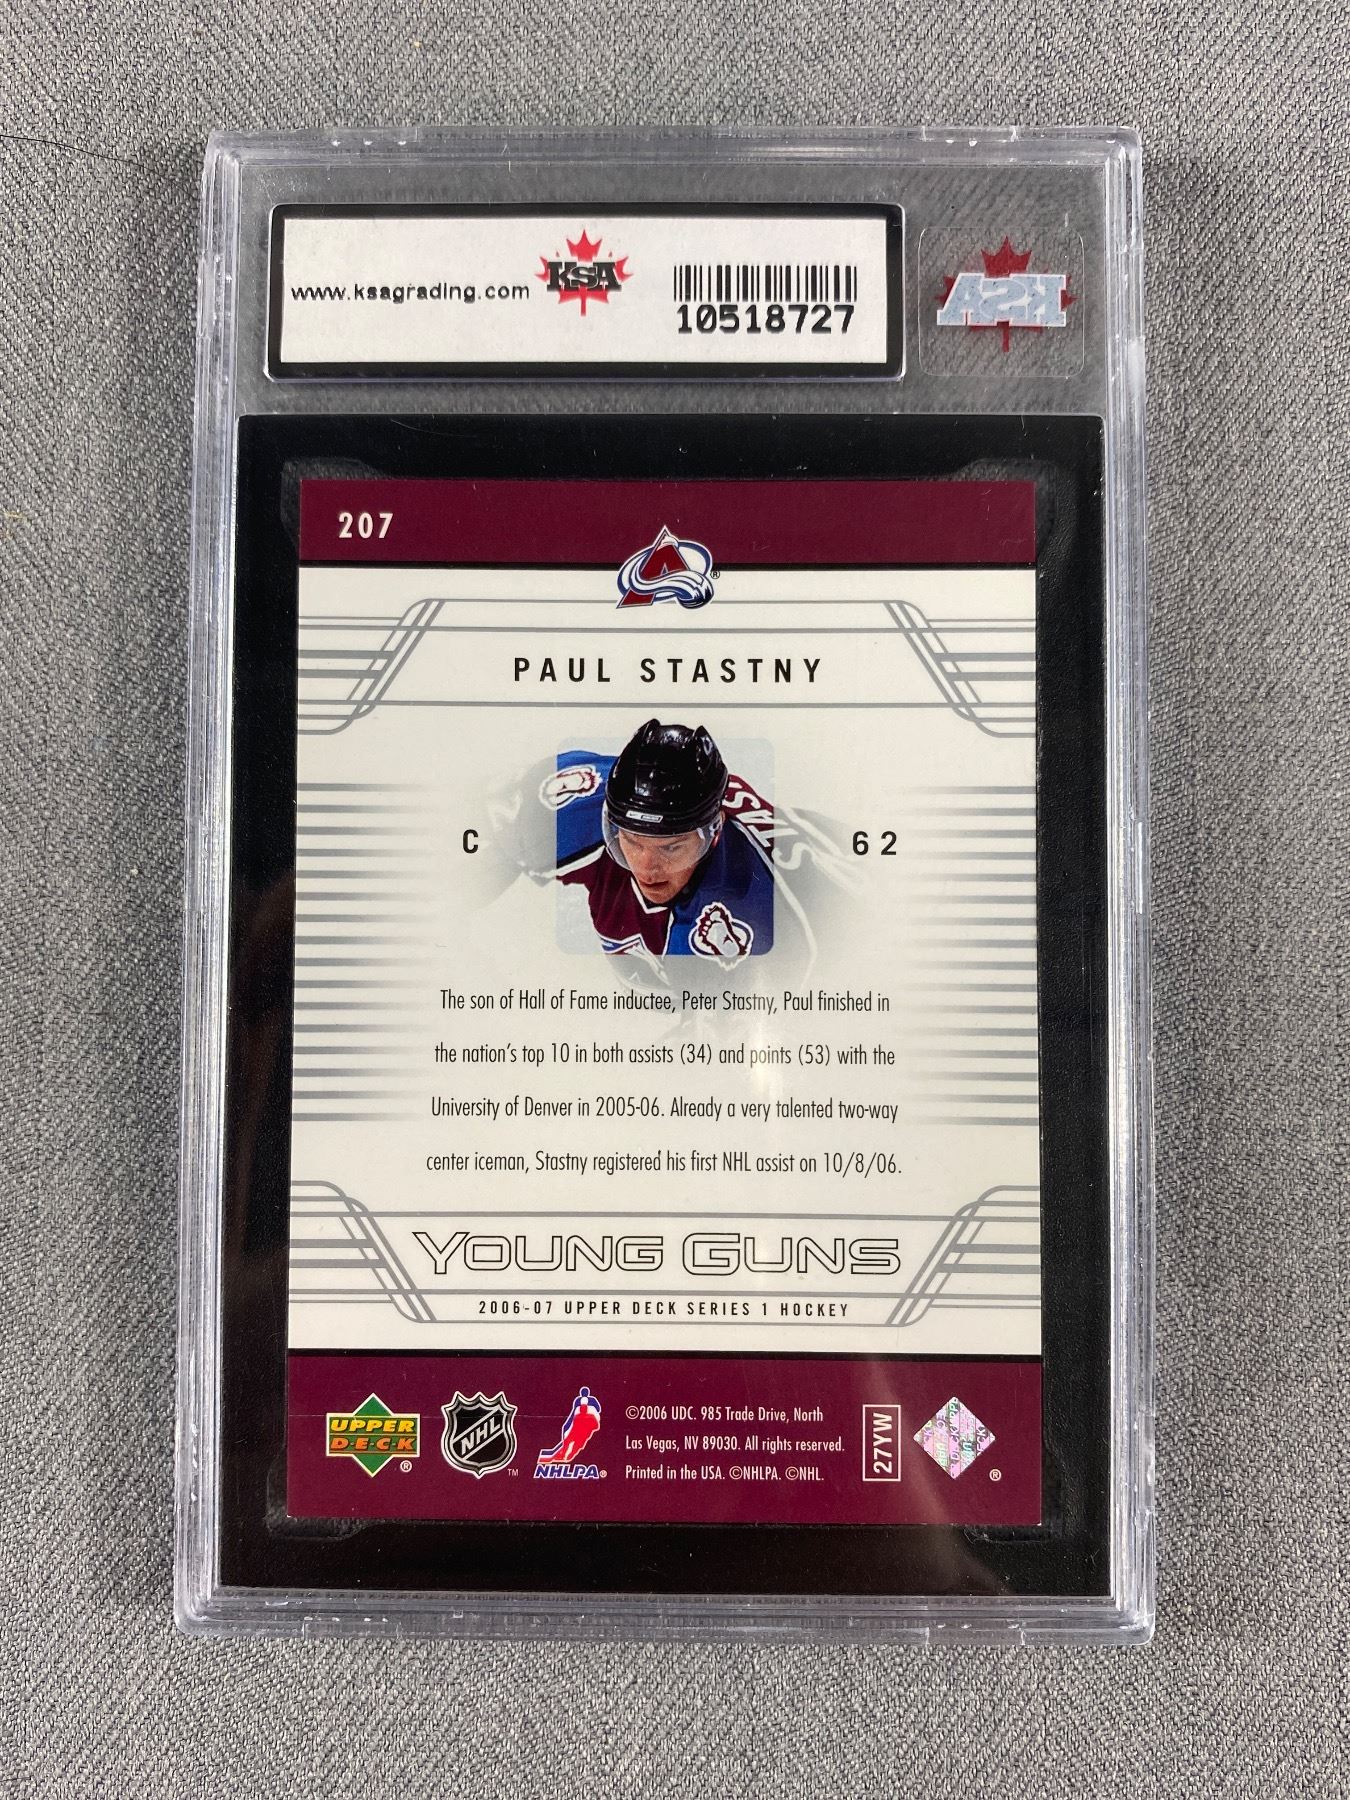 www.ksagrading.com
KSA
10518727
KSA
207
PAUL STASTNY
C
62
The son of Hall of Fame inductee, Peter Stastny, Paul finished in
the nation's top 10 in both assists (34) and points (53) with the
University of Denver in 2005-06. Already a very talented two-way
center iceman, Stastny registered his first NHL assist on 10/8/06.
YOUNG GUNS
2006-07 UPPER DECK SERIES 1 HOCKEY
UPPER
DECK
®
NHL
™
NHLPA®
©2006 UDC. 985 Trade Drive, North
Las Vegas, NV 89030. All rights reserved.
Printed in the USA. ©NHLPA. ©NHL.
27YW
®